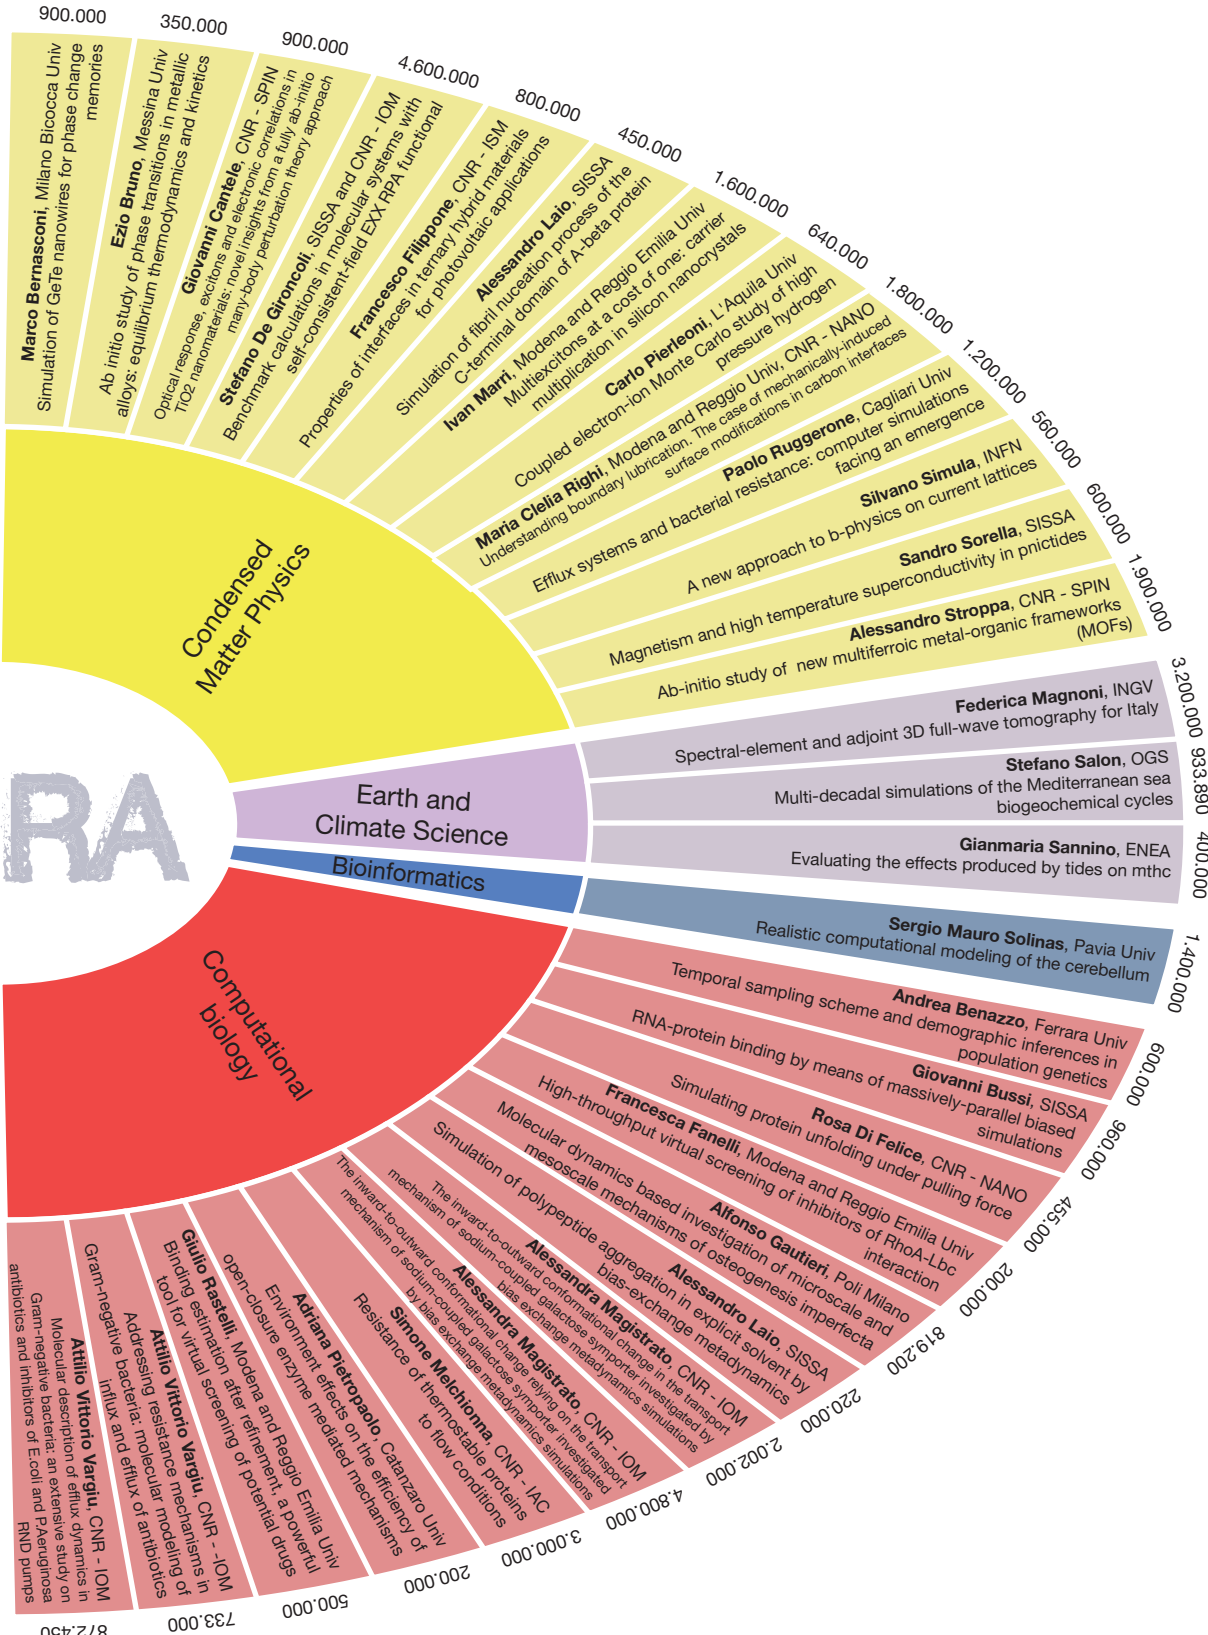 900.000
Marco Bernasconi, Milano Bicocca Univ
Simulation of GeTe nanowires for phase change
memories
350.000
Ezio Bruno, Messina Univ
Ab initio study of phase transitions in metallic
alloys: equilibrium thermodynamics and kinetics
900.000
Giovanni Cantele, CNR - SPIN
Optical response, excitons and electronic correlations in
TiO2 nanomaterials: novel insights from a fully ab-initio
many-body perturbation theory approach
4.600.000
Stefano De Gironcoli, SISSA and CNR - IOM
Benchmark calculations in molecular systems with
self-consistent-field EXX RPA functional
800.000
Francesco Filippone, CNR - ISM
Properties of interfaces in ternary hybrid materials
for photovoltaic applications
450.000
Alessandro Laio, SISSA
Simulation of fibril nuceation process of the
C-terminal domain of A-beta protein
1.600.000
Ivan Marri, Modena and Reggio Emilia Univ
Multiexcitons at a cost of one: carrier
multiplication in silicon nanocrystals
640.000
Carlo Pierleoni, L'Aquila Univ
Coupled electron-ion Monte Carlo study of high
pressure hydrogen
1.800.000
Maria Clelia Righi, Modena and Reggio Univ, CNR - NANO
Understanding boundary lubrication. The case of mechanically-induced
surface modifications in carbon interfaces
1.200.000
Paolo Ruggerone, Cagliari Univ
Efflux systems and bacterial resistance: computer simulations
facing an emergence
560.000
Silvano Simula, INFN
A new approach to b-physics on current lattices
600.000
Sandro Sorella, SISSA
Magnetism and high temperature superconductivity in pnictides
1.900.000
Alessandro Stroppa, CNR - SPIN
Ab-initio study of new multiferroic metal-organic frameworks
(MOFs)
Condensed
Matter Physics
3.200.000
Federica Magnoni, INGV
Spectral-element and adjoint 3D full-wave tomography for Italy
933.890
Stefano Salon, OGS
Multi-decadal simulations of the Mediterranean sea
biogeochemical cycles
400.000
Gianmaria Sannino, ENEA
Evaluating the effects produced by tides on mthc
RA
Earth and
Climate Science
Bioinformatics
1.400.000
Sergio Mauro Solinas, Pavia Univ
Realistic computational modeling of the cerebellum
Computational
biology
600.000
Andrea Benazzo, Ferrara Univ
Temporal sampling scheme and demographic inferences in
population genetics
960.000
Giovanni Bussi, SISSA
RNA-protein binding by means of massively-parallel biased
simulations
455.000
Rosa Di Felice, CNR - NANO
Simulating protein unfolding under pulling force
200.000
Francesca Fanelli, Modena and Reggio Emilia Univ
High-throughput virtual screening of inhibitors of RhoA-Lbc
interaction
819.200
Alfonso Gautieri, Poli Milano
Molecular dynamics based investigation of microscale and
mesoscale mechanisms of osteogenesis imperfecta
220.000
Alessandro Laio, SISSA
Simulation of polypeptide aggregation in explicit solvent by
bias-exchange metadynamics
2.002.000
Alessandra Magistrato, CNR - IOM
The inward-to-outward conformational change in the transport
mechanism of sodium-coupled galactose symporter investigated by
bias exchange metadynamics simulations
4.800.000
Alessandra Magistrato, CNR - IOM
The inward-to-outward conformational change relying on the transport
mechanism of sodium-coupled galactose symporter investigated
by bias exchange metadynamics simulations
3.000.000
Simone Melchionna, CNR - IAC
Resistance of thermostable proteins
to flow conditions
200.000
Adriana Pietropaolo, Catanzaro Univ
Environment effects on the efficiency of
open-closure enzyme mediated mechanisms
500.000
Giulio Rastelli, Modena and Reggio Emilia Univ
Binding estimation after refinement, a powerful
tool for virtual screening of potential drugs
733.000
Attilio Vittorio Vargiu, CNR - -IOM
Addressing resistance mechanisms in
Gram-negative bacteria: molecular modeling of
influx and efflux of antibiotics
872.450
Attilio Vittorio Vargiu, CNR - IOM
Molecular description of efflux dynamics in
Gram-negative bacteria: an extensive study on
antibiotics and inhibitors of E.coli and P.Aeruginosa
RND pumps